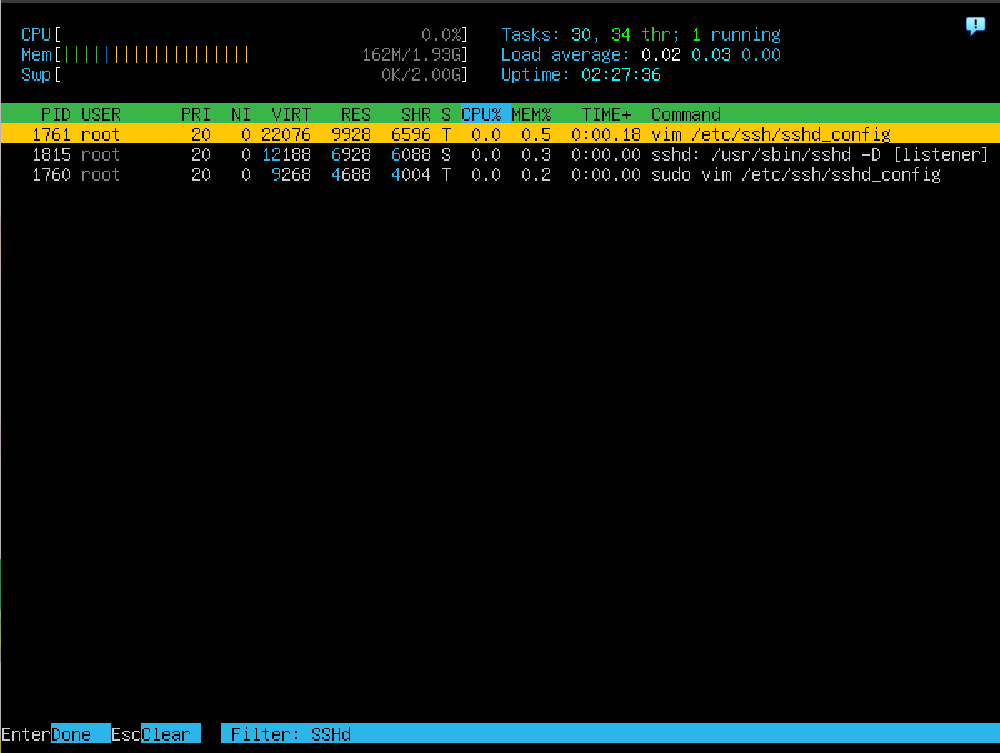 CPU[ 0.0%] Tasks: 30, 34 thr; 1 running
Mem[||||||||||||||||||| 162M/1.93G] Load average: 0.02 0.03 0.00
Swp[ 0K/2.00G] Uptime: 02:27:36
PID USER PRI NI VIRT RES SHR S CPU% MEM% TIME+ Command
1761 root 20 0 22076 9928 6596 T 0.0 0.5 0:00.18 vim /etc/ssh/sshd_config
1815 root 20 0 12188 6928 6088 S 0.0 0.3 0:00.00 sshd: /usr/sbin/sshd -D [listener]
1760 root 20 0 9268 4688 4004 T 0.0 0.2 0:00.00 sudo vim /etc/ssh/sshd_config
EnterDone EscClear Filter: SSHd